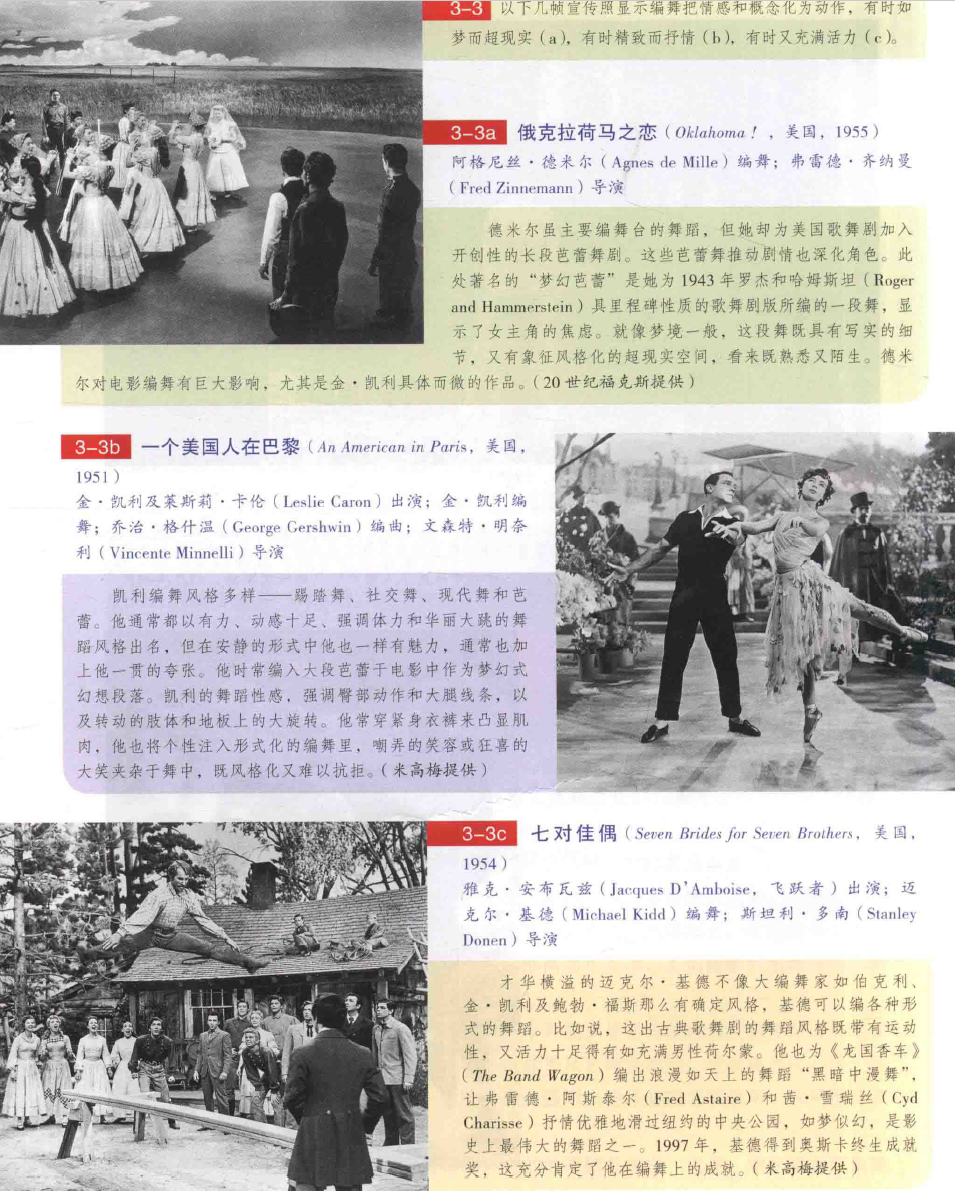 3-3 以下几帧宣传照显示编舞把情感和概念化为动作，有时如
梦而超现实（a），有时精致而抒情（b），有时又充满活力（c）。
3-3a 俄克拉荷马之恋（Oklahoma！，美国，1955）
阿格尼丝·德米尔（Agnes de Mille）编舞；弗雷德·齐纳曼
（Fred Zinnemann）导演
德米尔虽主要编舞台的舞蹈，但她却为美国歌舞剧加入
开创性的长段芭蕾舞剧。这些芭蕾舞推动剧情也深化角色。此
处著名的“梦幻芭蕾”是她为1943年罗杰和哈姆斯坦（Roger
and Hammerstein）具里程碑性质的歌舞剧版所编的一段舞，显
示了女主角的焦虑。就像梦境一般，这段舞既具有写实的细
节，又有象征风格化的超现实空间，看来既熟悉又陌生。德米
尔对电影编舞有巨大影响，尤其是金·凯利具体而微的作品。（20世纪福克斯提供）
3-3b 一个美国人在巴黎（An American in Paris，美国，
1951）
金·凯利及莱斯莉·卡伦（Leslie Caron）出演；金·凯利编
舞；乔治·格什温（George Gershwin）编曲；文森特·明奈
利（Vincente Minnelli）导演
凯利编舞风格多样——踢踏舞、社交舞、现代舞和芭
蕾。他通常都以有力、动感十足、强调体力和华丽大跳的舞
蹈风格出名，但在安静的形式中他也一样有魅力，通常也加
上他一贯的夸张。他时常编入大段芭蕾于电影中作为梦幻式
幻想段落。凯利的舞蹈性感，强调臀部动作和大腿线条，以
及转动的肢体和地板上的大旋转。他常穿紧身衣裤来凸显肌
肉，他也将个性注入形式化的编舞里，嘲弄的笑容或狂喜的
大笑夹杂于舞中，既风格化又难以抗拒。（米高梅提供）
3-3c 七对佳偶（Seven Brides for Seven Brothers，美国，
1954）
雅克·安布瓦兹（Jacques D'Amboise，飞跃者）出演；迈
克尔·基德（Michael Kidd）编舞；斯坦利·多南（Stanley
Donen）导演
才华横溢的迈克尔·基德不像大编舞家如伯克利、
金·凯利及鲍勃·福斯那么有确定风格，基德可以编各种形
式的舞蹈。比如说，这出古典歌舞剧的舞蹈风格既带有运动
性，又活力十足得有如充满男性荷尔蒙。他也为《龙国香车》
（The Band Wagon）编出浪漫如天上的舞蹈“黑暗中漫舞”，
让弗雷德·阿斯泰尔（Fred Astaire）和茜·雪瑞丝（Cyd
Charisse）抒情优雅地滑过纽约的中央公园，如梦似幻，是影
史上最伟大的舞蹈之一。1997年，基德得到奥斯卡终生成就
奖，这充分肯定了他在编舞上的成就。（米高梅提供）